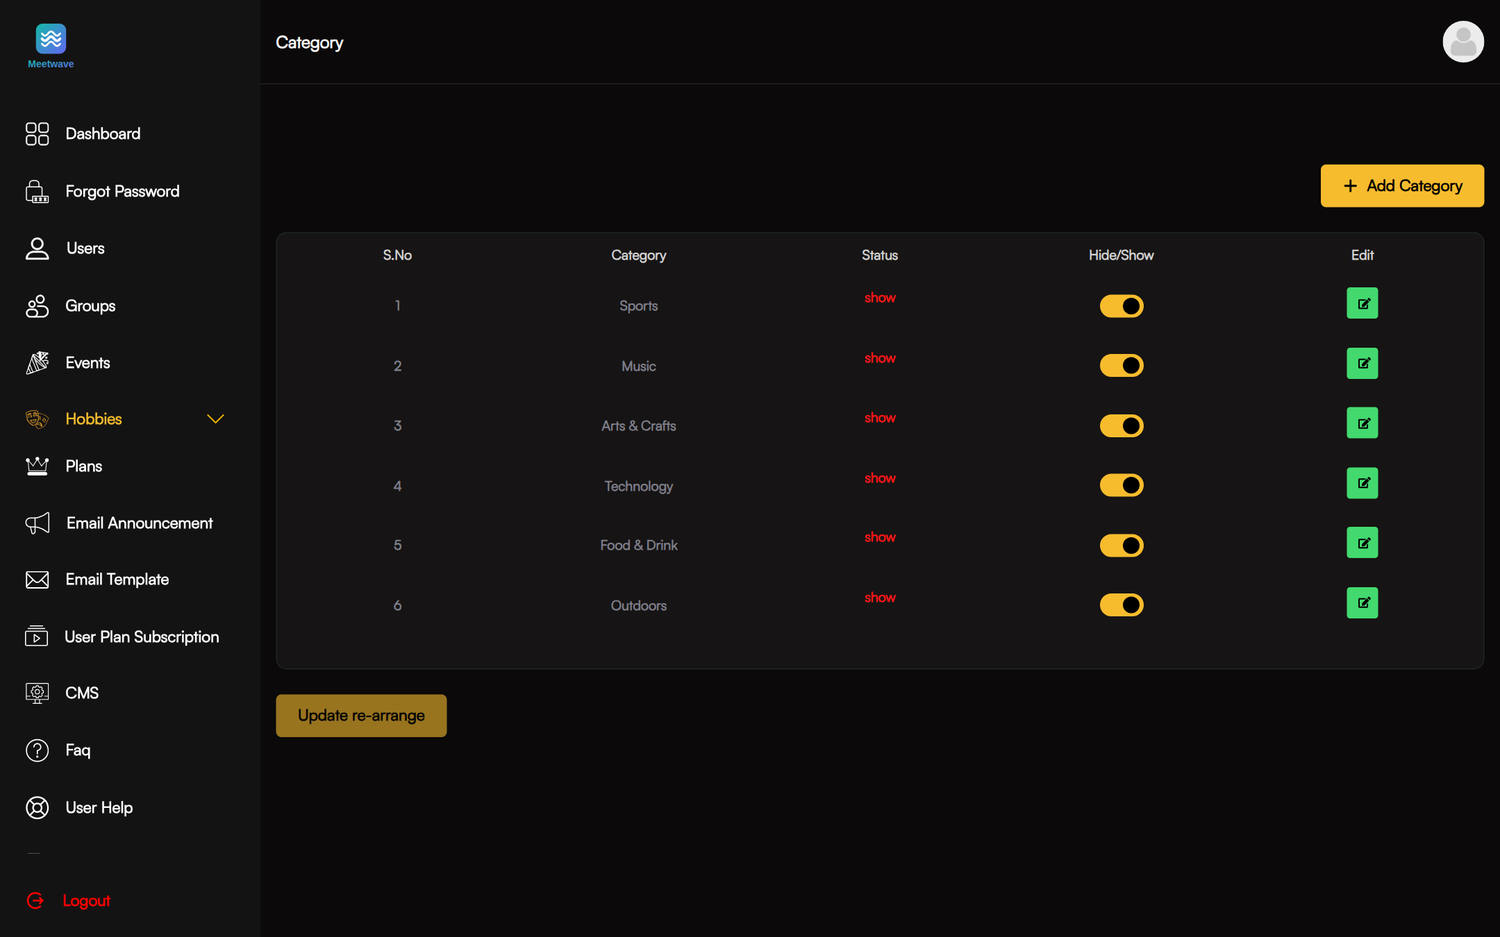 Meetwave
Category
Dashboard
Forgot Password
Users
Groups
Events
Hobbies
Plans
Email Announcement
Email Template
User Plan Subscription
CMS
Faq
User Help
Logout
+ Add Category
S.No Category Status Hide/Show Edit
1 Sports show
2 Music show
3 Arts & Crafts show
4 Technology show
5 Food & Drink show
6 Outdoors show
Update re-arrange